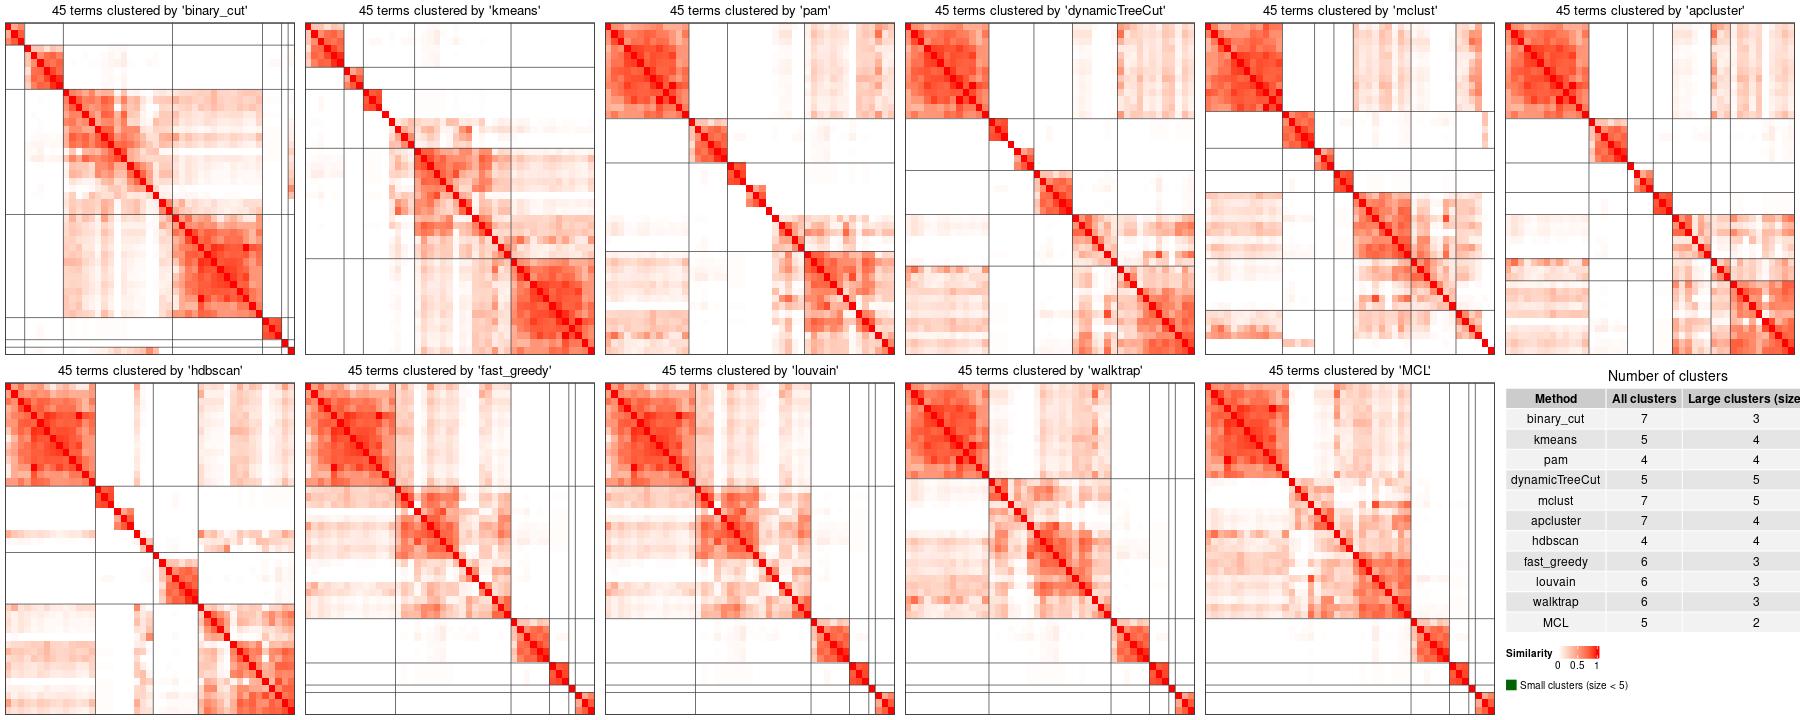 45 terms clustered by 'binary_cut'
45 terms clustered by 'kmeans'
45 terms clustered by 'pam'
45 terms clustered by 'dynamicTreeCut'
45 terms clustered by 'mclust'
45 terms clustered by 'apcluster'
45 terms clustered by 'hdbscan'
45 terms clustered by 'fast_greedy'
45 terms clustered by 'louvain'
45 terms clustered by 'walktrap'
45 terms clustered by 'MCL'
Number of clusters
Method All clusters Large clusters (size
binary_cut 7 3
kmeans 5 4
pam 4 4
dynamicTreeCut 5 5
mclust 7 5
apcluster 7 4
hdbscan 4 4
fast_greedy 6 3
louvain 6 3
walktrap 6 3
MCL 5 2
Similarity
0 0.5 1
Small clusters (size < 5)